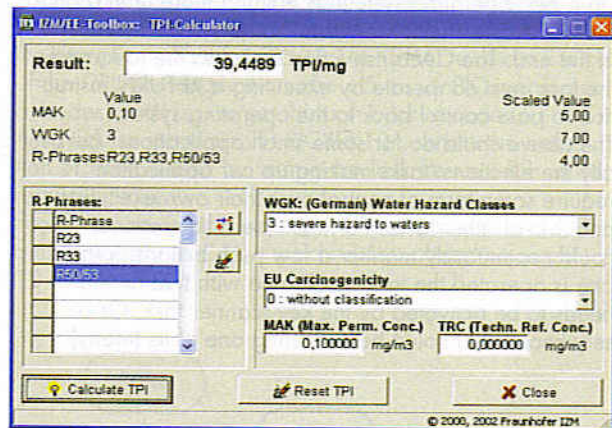 IZM/EE-Toolbox: TPI-Calculator
Result: 39,4489 TPI/mg
Value Scaled Value
MAK 0,10 5,00
WGK 3 7,00
R-Phrases R23,R33,R50/53 4,00
R-Phrases:
R-Phrase
R23
R33
R50/53
WGK: (German) Water Hazard Classes
3 : severe hazard to waters
EU Carcinogenicity
0 : without classification
MAK (Max. Perm. Conc.) TRC (Techn. Ref. Conc.)
0,100000 mg/m3 0,000000 mg/m3
Calculate TPI Reset TPI Close
© 2000, 2002 Fraunhofer IZM